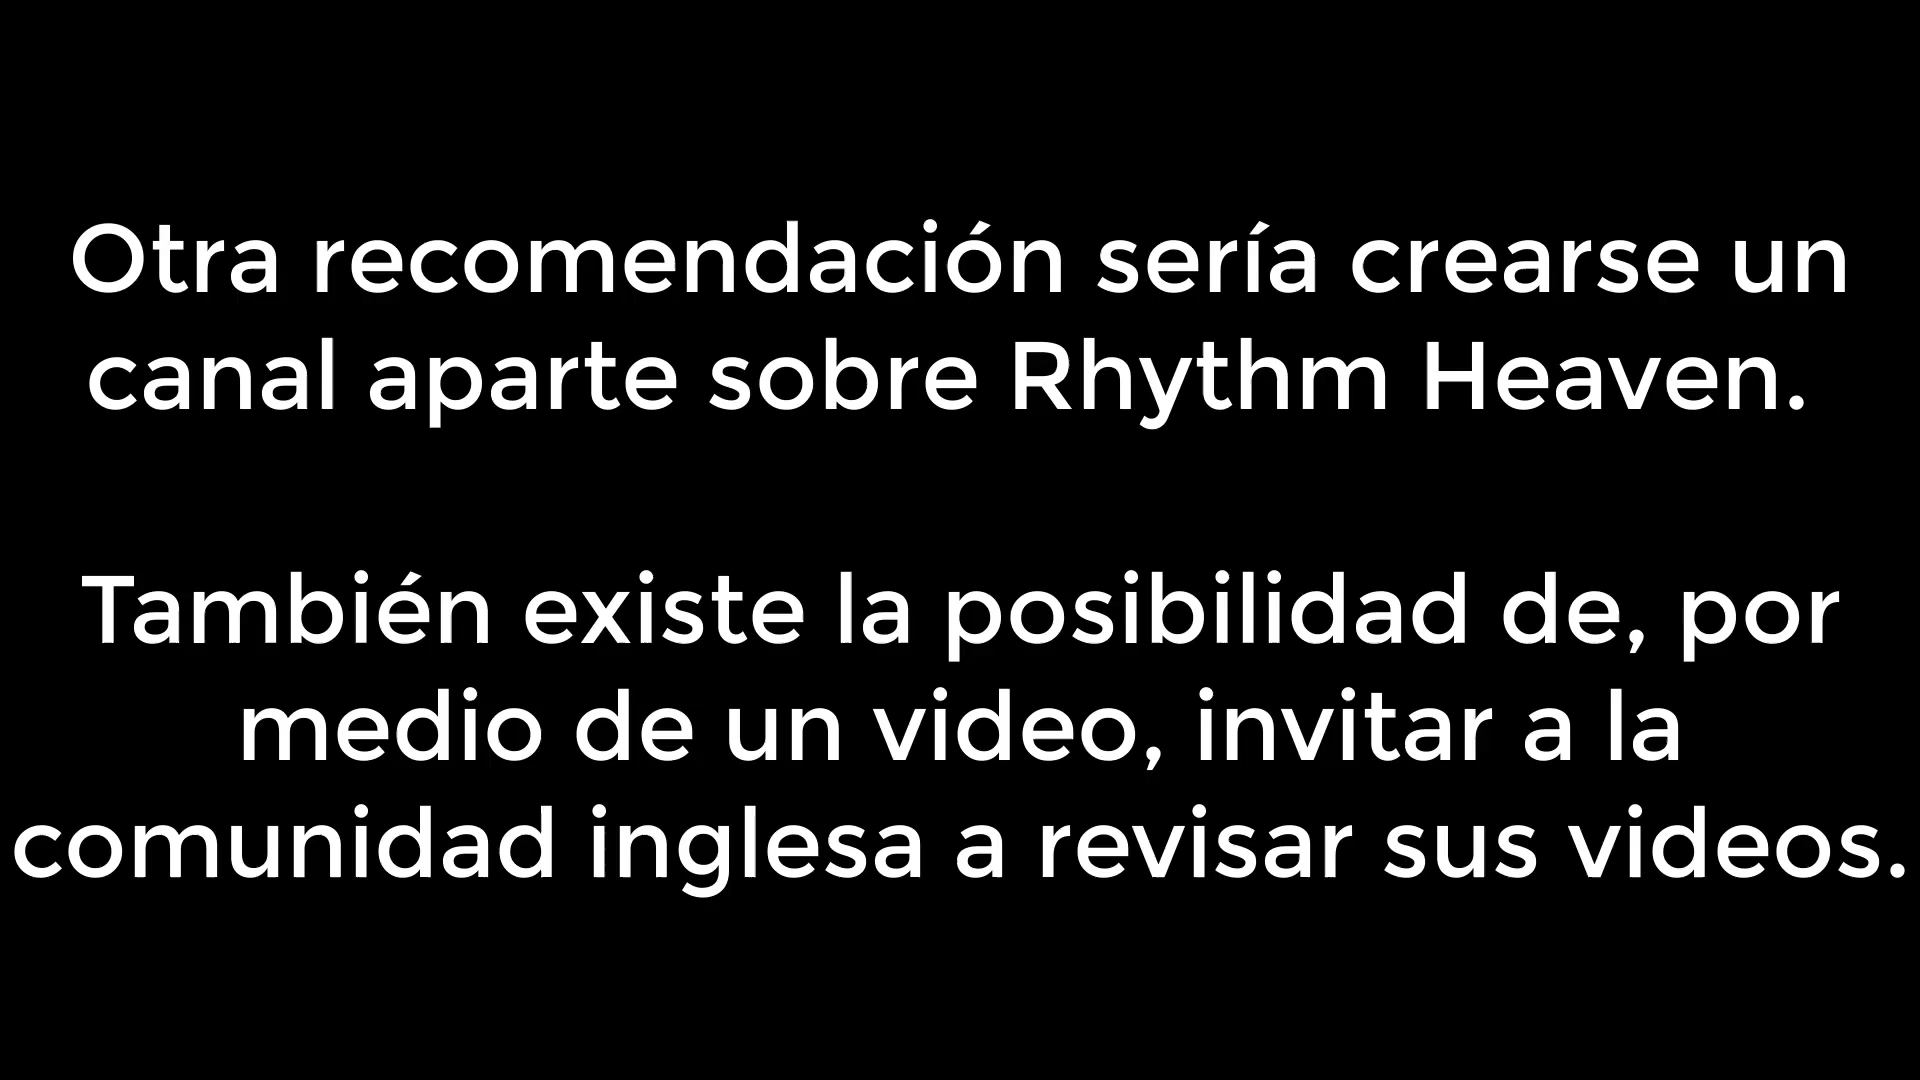 Otra recomendación sería crearse un
canal aparte sobre Rhythm Heaven.
También existe la posibilidad de, por
medio de un video, invitar a la
comunidad inglesa a revisar sus videos.